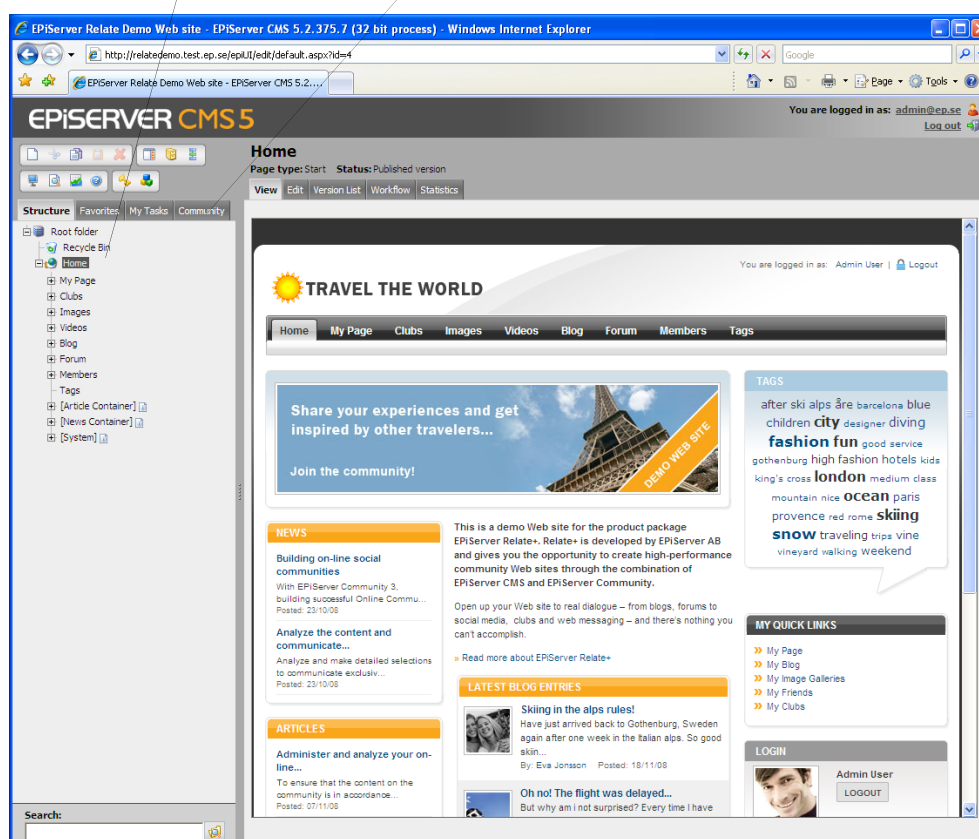 EPiServer Relate Demo Web site - EPiServer CMS 5.2.375.7 (32 bit process) - Windows Internet Explorer
http://relatedemo.test.ep.se/epiUI/edit/default.aspx?id=4
Google
EPiServer Relate Demo Web site - EPiServer CMS 5.2....
Page
Tools
EPiSERVER CMS 5
You are logged in as: admin@ep.se
Log out
Structure Favorites My Tasks Community
Root folder
Recycle Bin
Home
My Page
Clubs
Images
Videos
Blog
Forum
Members
Tags
[Article Container]
[News Container]
[System]
Search:
Home
Page type: Start Status: Published version
View Edit Version List Workflow Statistics
You are logged in as: Admin User | Logout
TRAVEL THE WORLD
Home My Page Clubs Images Videos Blog Forum Members Tags
Share your experiences and get
inspired by other travelers...
Join the community!
DEMO WEB SITE
NEWS
Building on-line social
communities
With EPiServer Community 3,
building successful Online Commu...
Posted: 23/10/08
Analyze the content and
communicate...
Analyze and make detailed selections
to communicate exclusiv...
Posted: 23/10/08
ARTICLES
Administer and analyze your on-
line...
To ensure that the content on the
community is in accordance...
Posted: 07/11/08
This is a demo Web site for the product package
EPiServer Relate+. Relate+ is developed by EPiServer AB
and gives you the opportunity to create high-performance
community Web sites through the combination of
EPiServer CMS and EPiServer Community.
Open up your Web site to real dialogue – from blogs, forums to
social media, clubs and web messaging – and there's nothing you
can't accomplish.
» Read more about EPiServer Relate+
LATEST BLOG ENTRIES
Skiing in the alps rules!
Have just arrived back to Gothenburg, Sweden
again after one week in the Italian alps. So good
skiin...
By: Eva Jonsson Posted: 18/11/08
Oh no! The flight was delayed...
But why am i not surprised? Every time I have
TAGS
after ski alps åre barcelona blue
children city designer diving
fashion fun good service
gothenburg high fashion hotels kids
king's cross london medium class
mountain nice ocean paris
provence red rome skiing
snow traveling trips vine
vineyard walking weekend
MY QUICK LINKS
» My Page
» My Blog
» My Image Galleries
» My Friends
» My Clubs
LOGIN
Admin User
LOGOUT